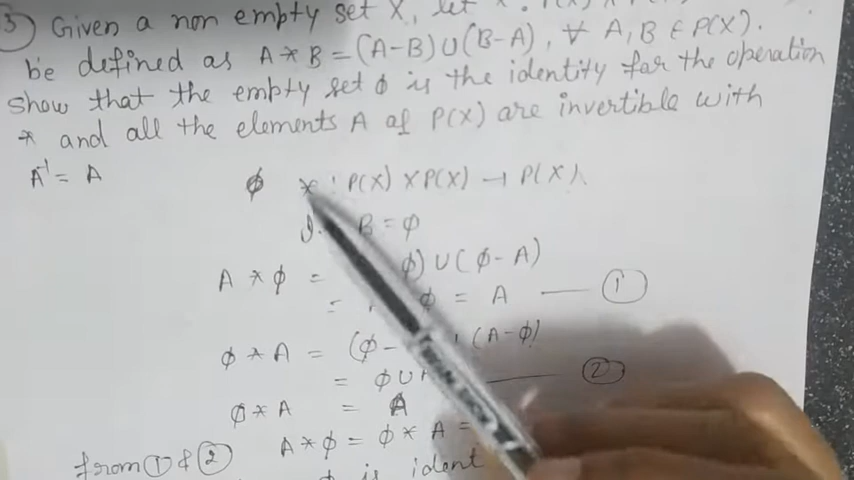 3) Given a non empty set X, let * : P(X) X
be defined as A * B = (A-B) U (B-A), ∀ A, B ∈ P(X).
show that the empty set ϕ is the identity for the operation
* and all the elements A of P(X) are invertible with
A⁻¹ = A
ϕ * : P(X) X P(X) → P(X).
B = ϕ
A * ϕ = ϕ) U (ϕ - A)
= ϕ = A — ①
ϕ * A = (ϕ - (A-ϕ)
= ϕ U — ②
ϕ * A = A
A * ϕ = ϕ * A =
from ① & ②
ϕ is ident